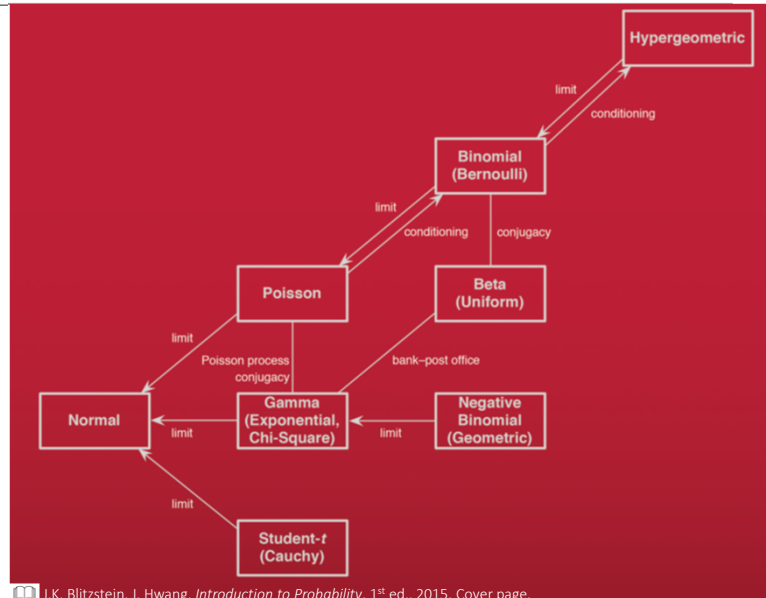 Hypergeometric
limit
conditioning
Binomial
(Bernoulli)
limit
conditioning
conjugacy
Poisson
Beta
(Uniform)
limit
Poisson process
conjugacy
bank–post office
Normal
limit
Gamma
(Exponential,
Chi-Square)
limit
Negative
Binomial
(Geometric)
limit
Student-t
(Cauchy)
J.K. Blitzstein, J. Hwang, Introduction to Probability, 1st ed., 2015. Cover page.